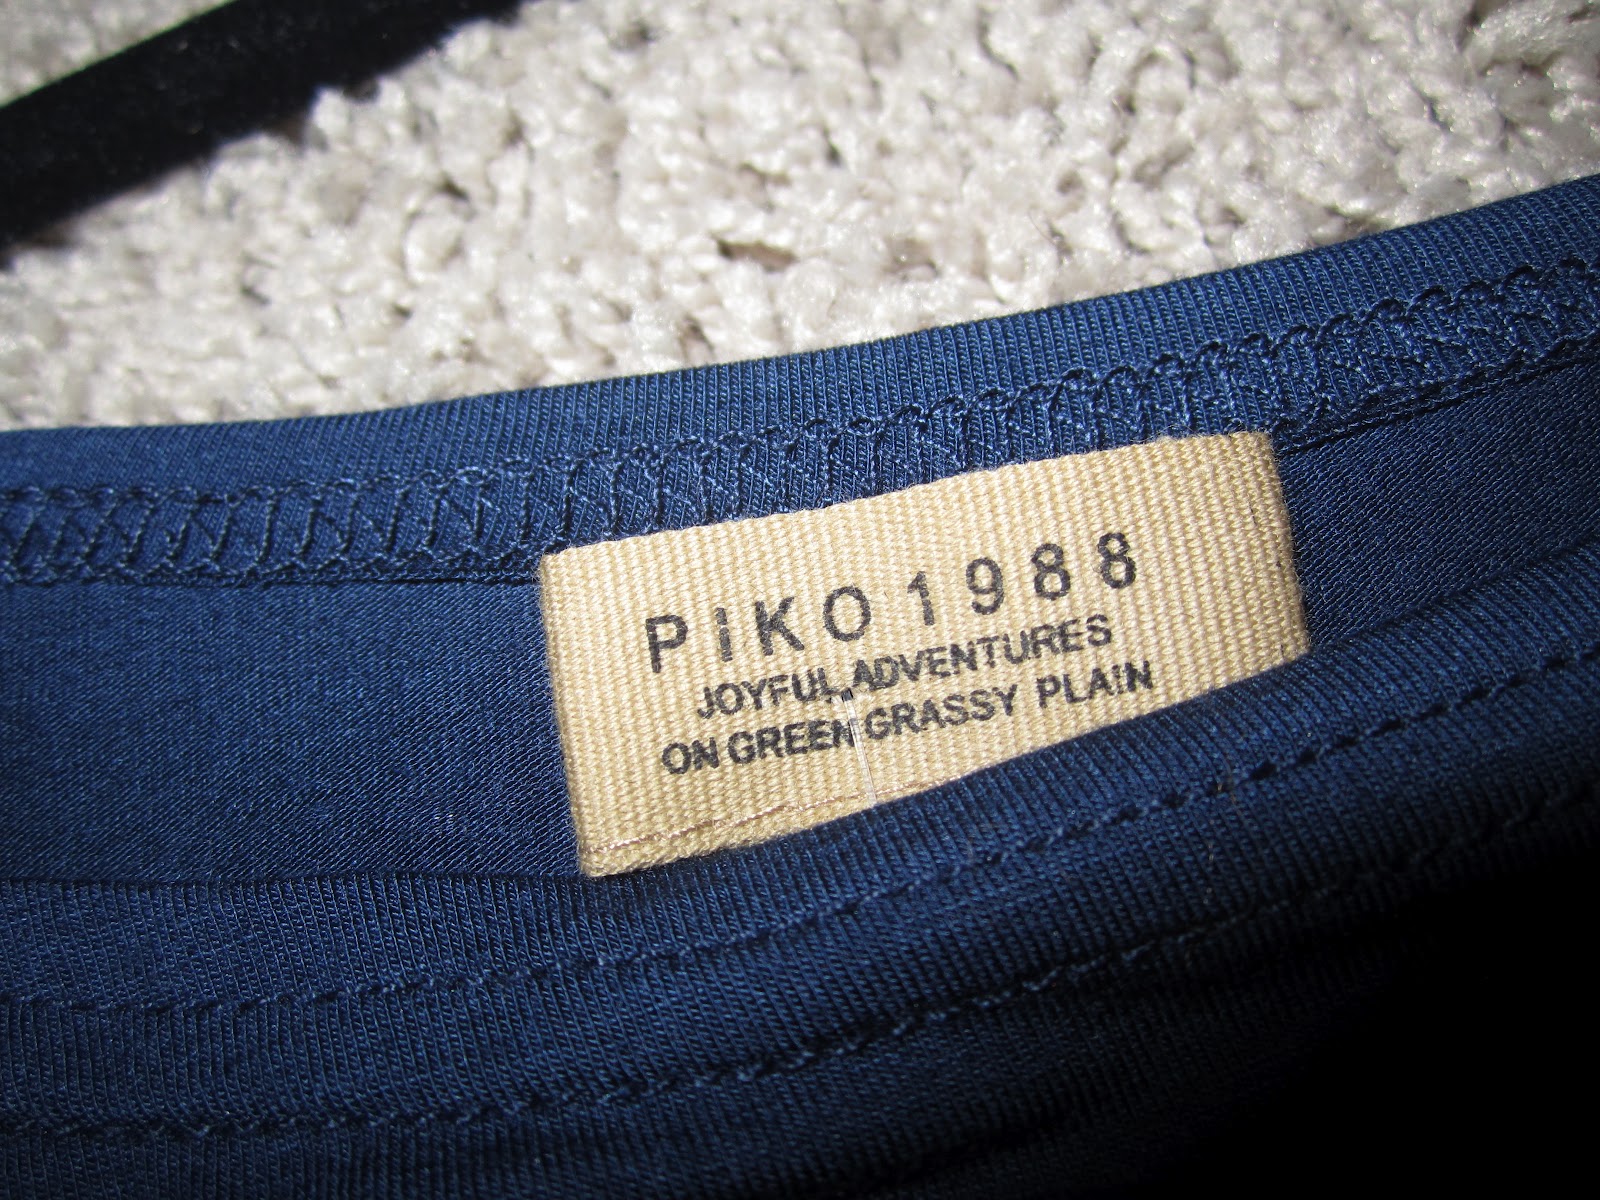 PIKO 1988
JOYFUL ADVENTURES
ON GREEN GRASSY PLAIN